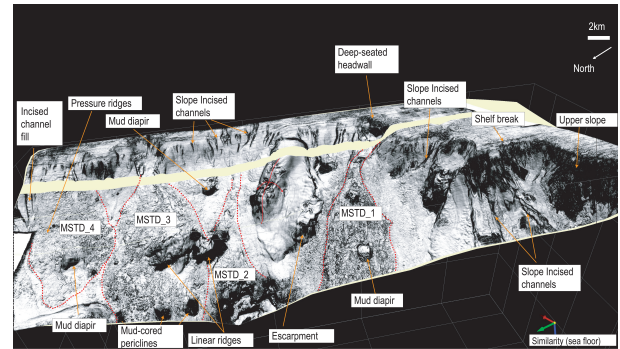 2km
North
Deep-seated
headwall
Slope Incised
channels
Shelf break
Upper slope
Slope Incised
channels
Pressure ridges
Mud diapir
Incised
channel
fill
MSTD_4
MSTD_3
MSTD_2
MSTD_1
Mud diapir
Mud-cored
periclines
Linear ridges
Escarpment
Mud diapir
Slope Incised
channels
Similarity (sea floor)